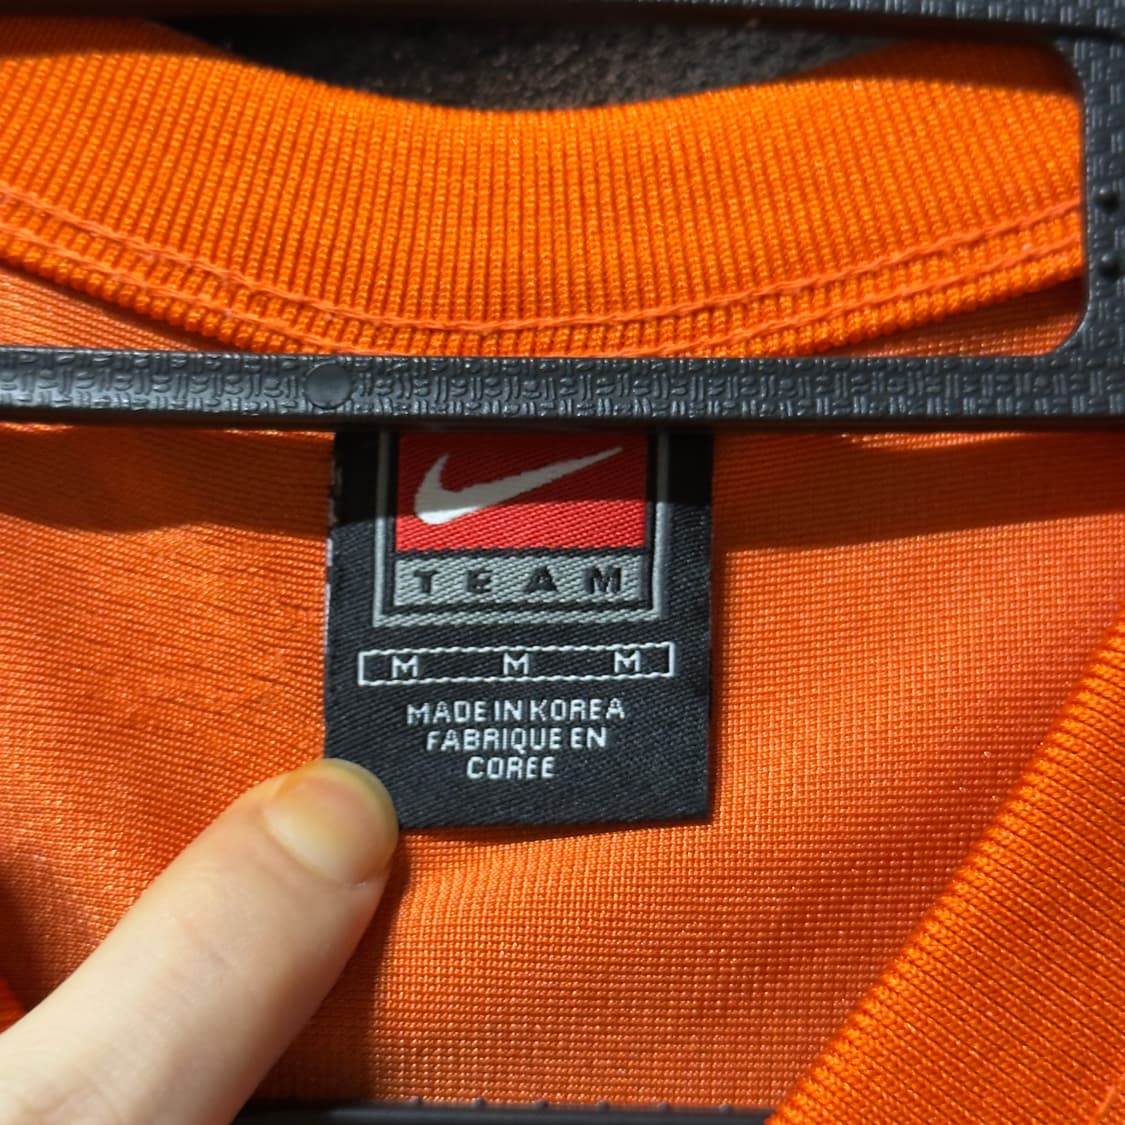 TEAM
M M M
MADE IN KOREA
FABRIQUE EN
COREE